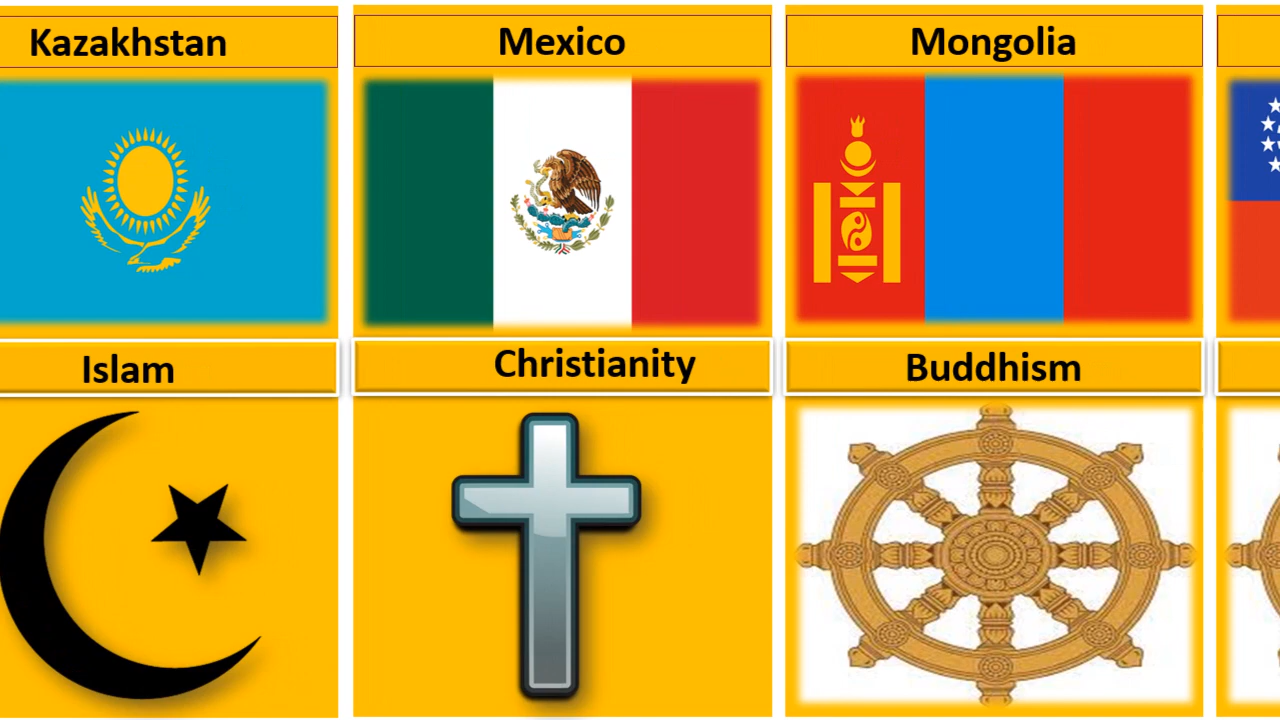 Kazakhstan
Mexico
Mongolia
Islam
Christianity
Buddhism